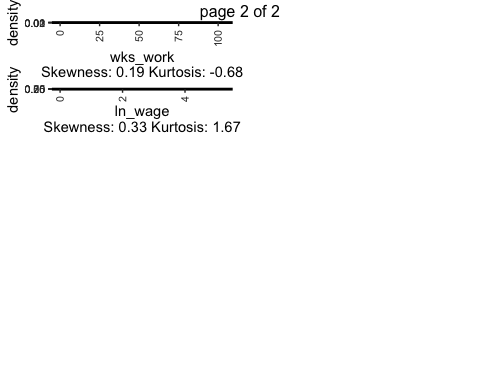 page 2 of 2
density
0 25 50 75 100
wks_work
Skewness: 0.19 Kurtosis: -0.68
density
0 2 4
ln_wage
Skewness: 0.33 Kurtosis: 1.67